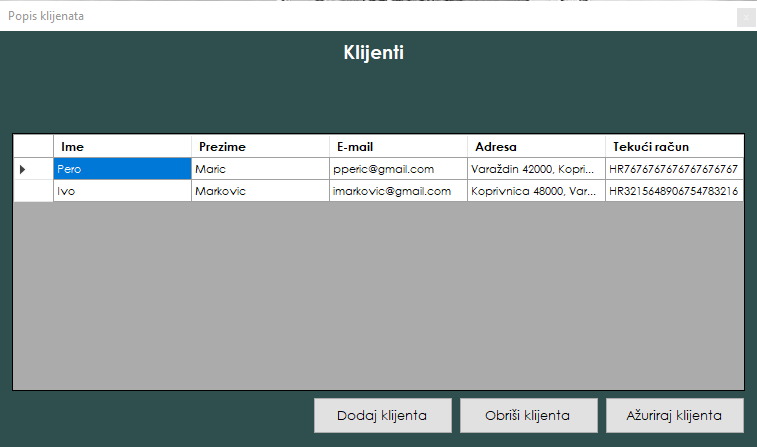 Popis klijenata
Klijenti
Ime Prezime E-mail Adresa Tekući račun
Pero Maric pperic@gmail.com Varaždin 42000, Kopri... HR7676767676767676767
Ivo Markovic imarkovic@gmail.com Koprivnica 48000, Var... HR3215648906754783216
Dodaj klijenta Obriši klijenta Ažuriraj klijenta